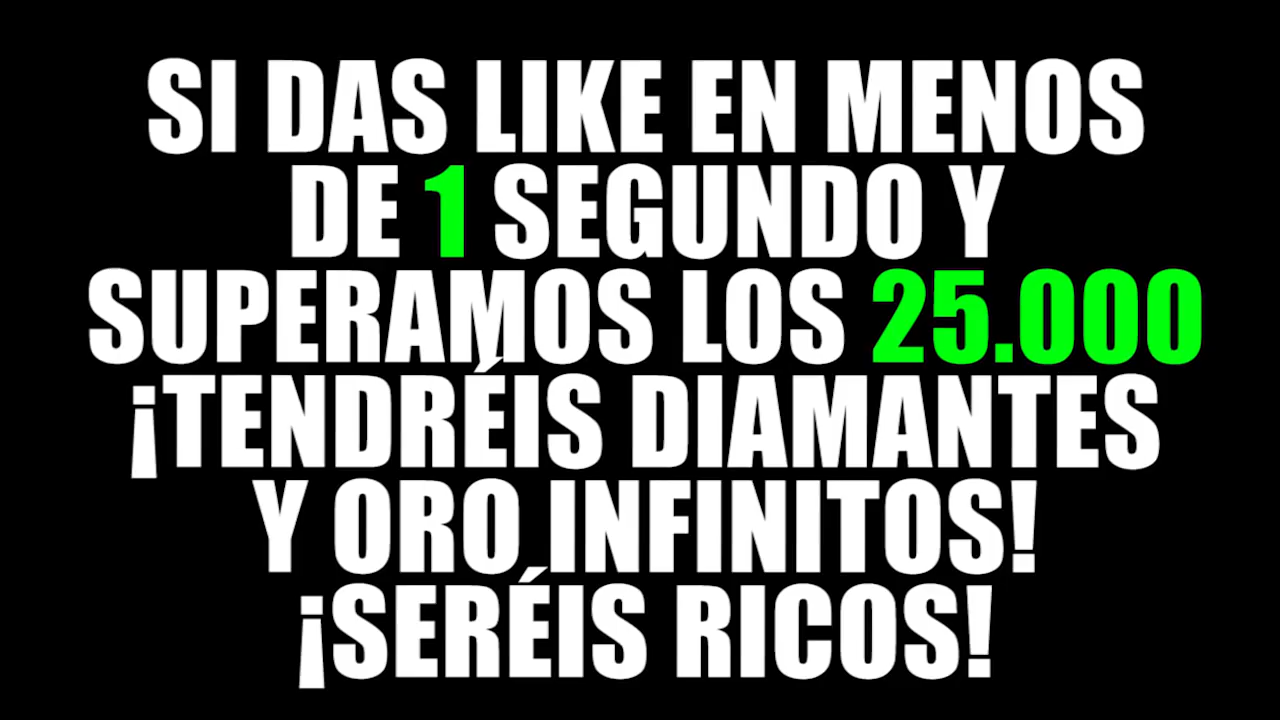 SI DAS LIKE EN MENOS
DE 1 SEGUNDO Y
SUPERAMOS LOS 25.000
¡TENDRÉIS DIAMANTES
Y ORO INFINITOS!
¡SERÉIS RICOS!